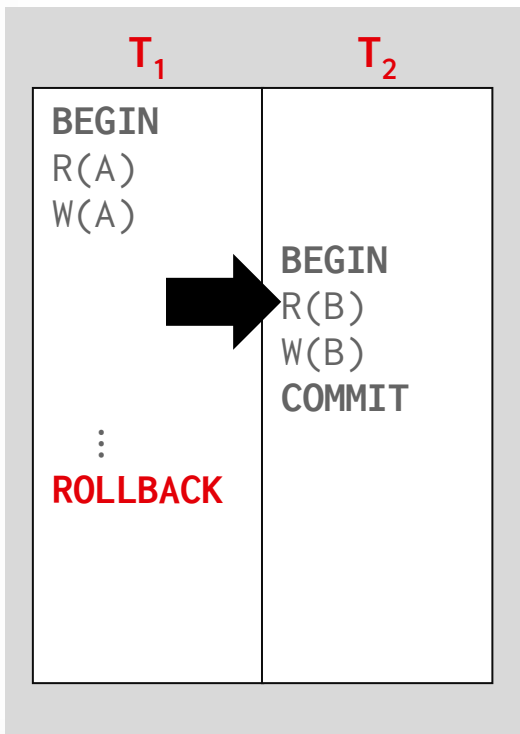 T₁ T₂
BEGIN
R(A)
W(A)
BEGIN
R(B)
W(B)
COMMIT
⋮
ROLLBACK